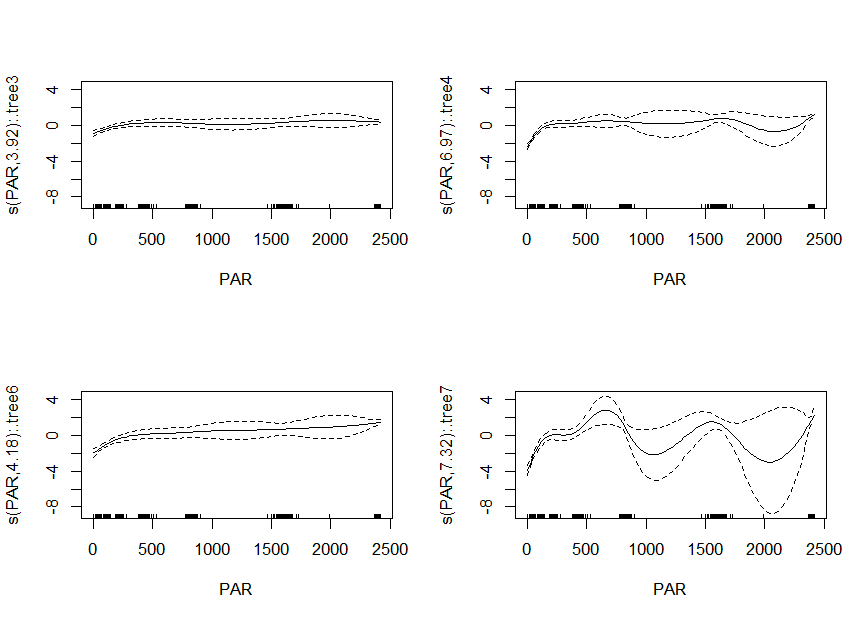 s(PAR,3.92)::.tree3
4
0
-4
-8
0 500 1000 1500 2000 2500
PAR
s(PAR,6.97)::.tree4
4
0
-4
-8
0 500 1000 1500 2000 2500
PAR
s(PAR,4.18)::.tree6
4
0
-4
-8
0 500 1000 1500 2000 2500
PAR
s(PAR,7.32)::.tree7
4
0
-4
-8
0 500 1000 1500 2000 2500
PAR